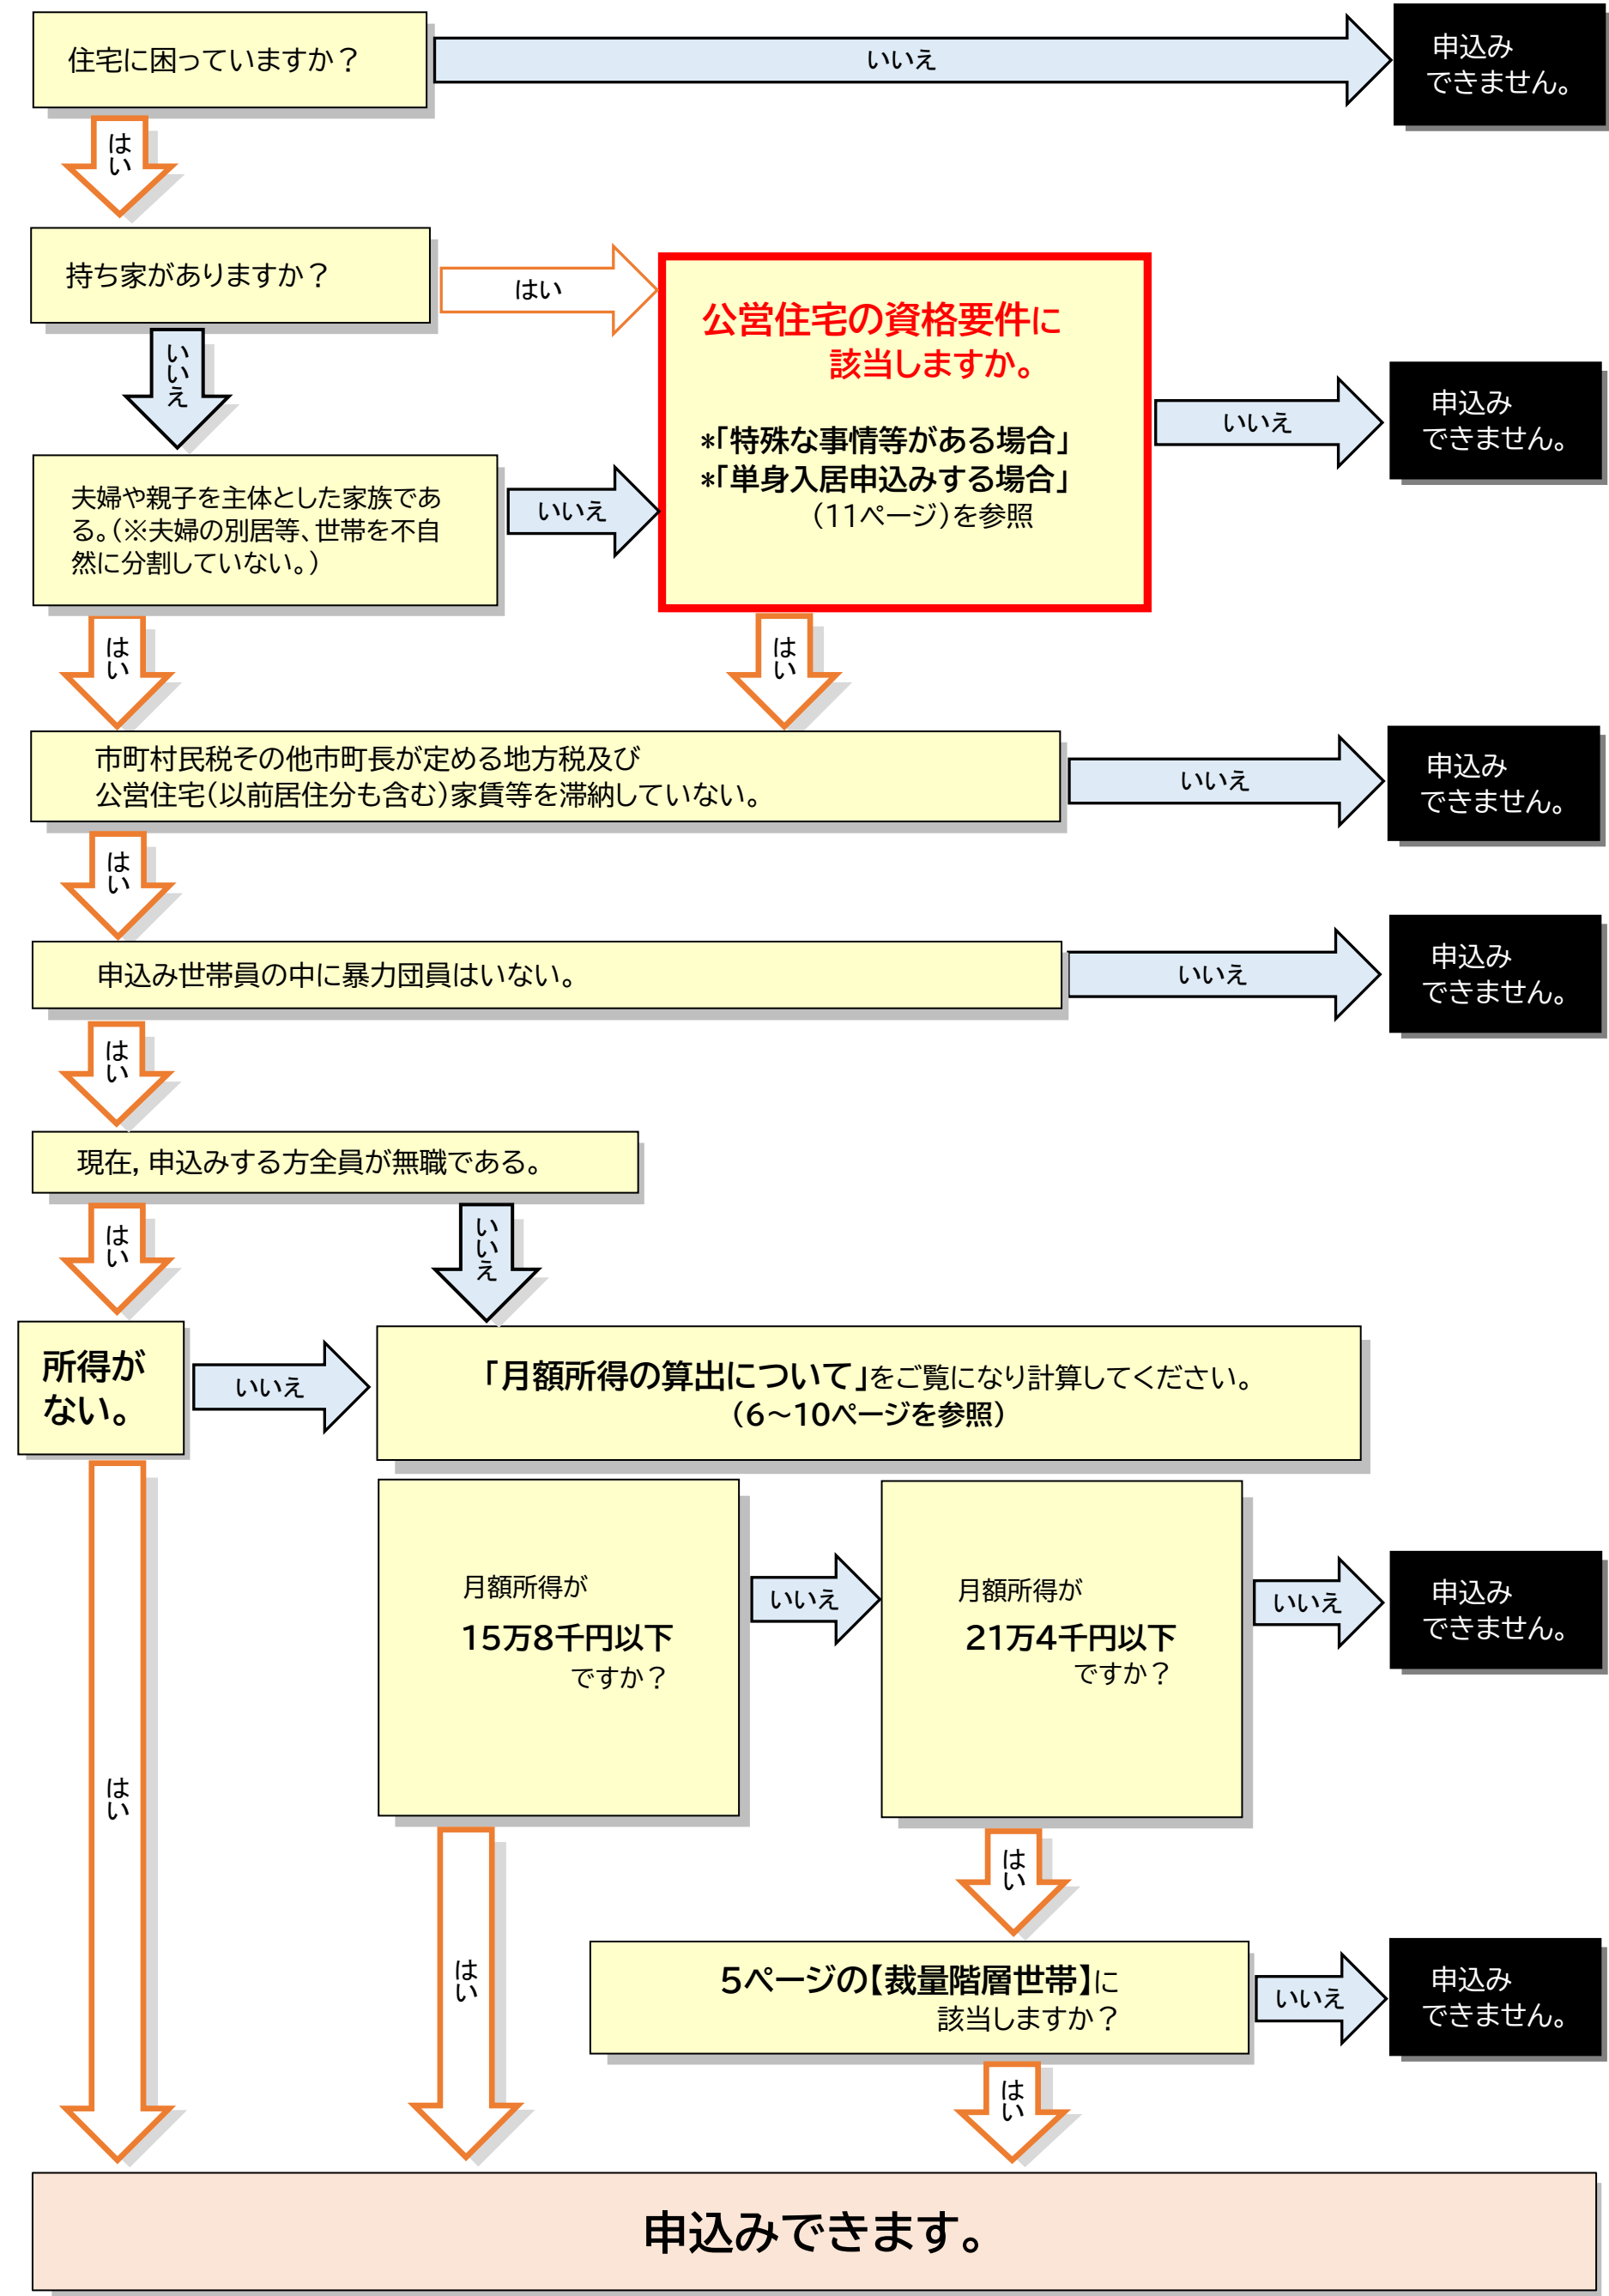 住宅に困っていますか？
いいえ
申込み
できません。
はい
持ち家がありますか？
はい
公営住宅の資格要件に
該当しますか。
*「特殊な事情等がある場合」
*「単身入居申込みする場合」
（11ページ）を参照
いいえ
申込み
できません。
いいえ
夫婦や親子を主体とした家族であ
る。（※夫婦の別居等、世帯を不自
然に分割していない。）
いいえ
はい
はい
市町村民税その他市町長が定める地方税及び
公営住宅（以前居住分も含む）家賃等を滞納していない。
いいえ
申込み
できません。
はい
申込み世帯員の中に暴力団員はいない。
いいえ
申込み
できません。
はい
現在，申込みする方全員が無職である。
はい
いいえ
所得が
ない。
いいえ
「月額所得の算出について」をご覧になり計算してください。
（6～10ページを参照）
月額所得が
15万8千円以下
ですか？
いいえ
月額所得が
21万4千円以下
ですか？
いいえ
申込み
できません。
はい
はい
はい
5ページの【裁量階層世帯】に
該当しますか？
いいえ
申込み
できません。
はい
申込みできます。